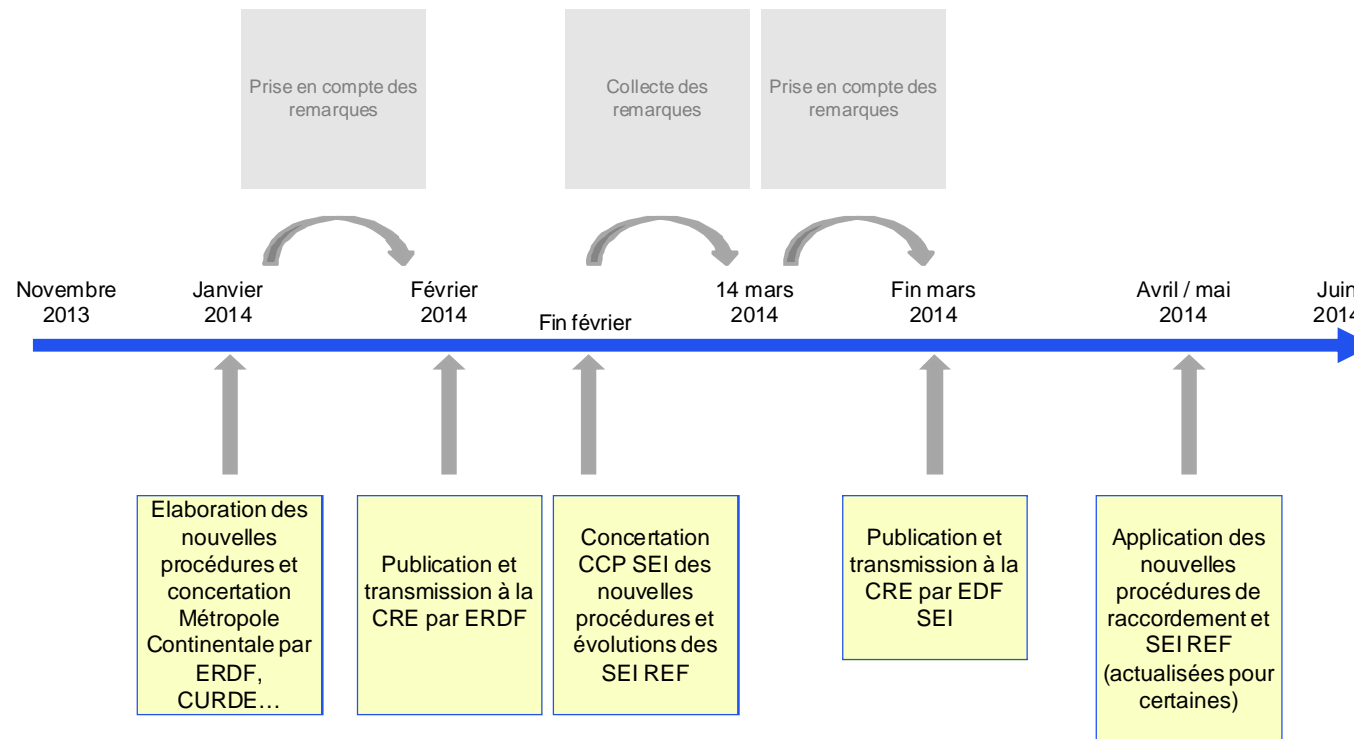 Prise en compte des
remarques
Collecte des
remarques
Prise en compte des
remarques
Novembre
2013
Janvier
2014
Février
2014
Fin février
14 mars
2014
Fin mars
2014
Avril / mai
2014
Juin
2014
Elaboration des
nouvelles
procédures et
concertation
Métropole
Continentale par
ERDF,
CURDE…
Publication et
transmission à la
CRE par ERDF
Concertation
CCP SEI des
nouvelles
procédures et
évolutions des
SEI REF
Publication et
transmission à la
CRE par EDF
SEI
Application des
nouvelles
procédures de
raccordement et
SEI REF
(actualisées pour
certaines)